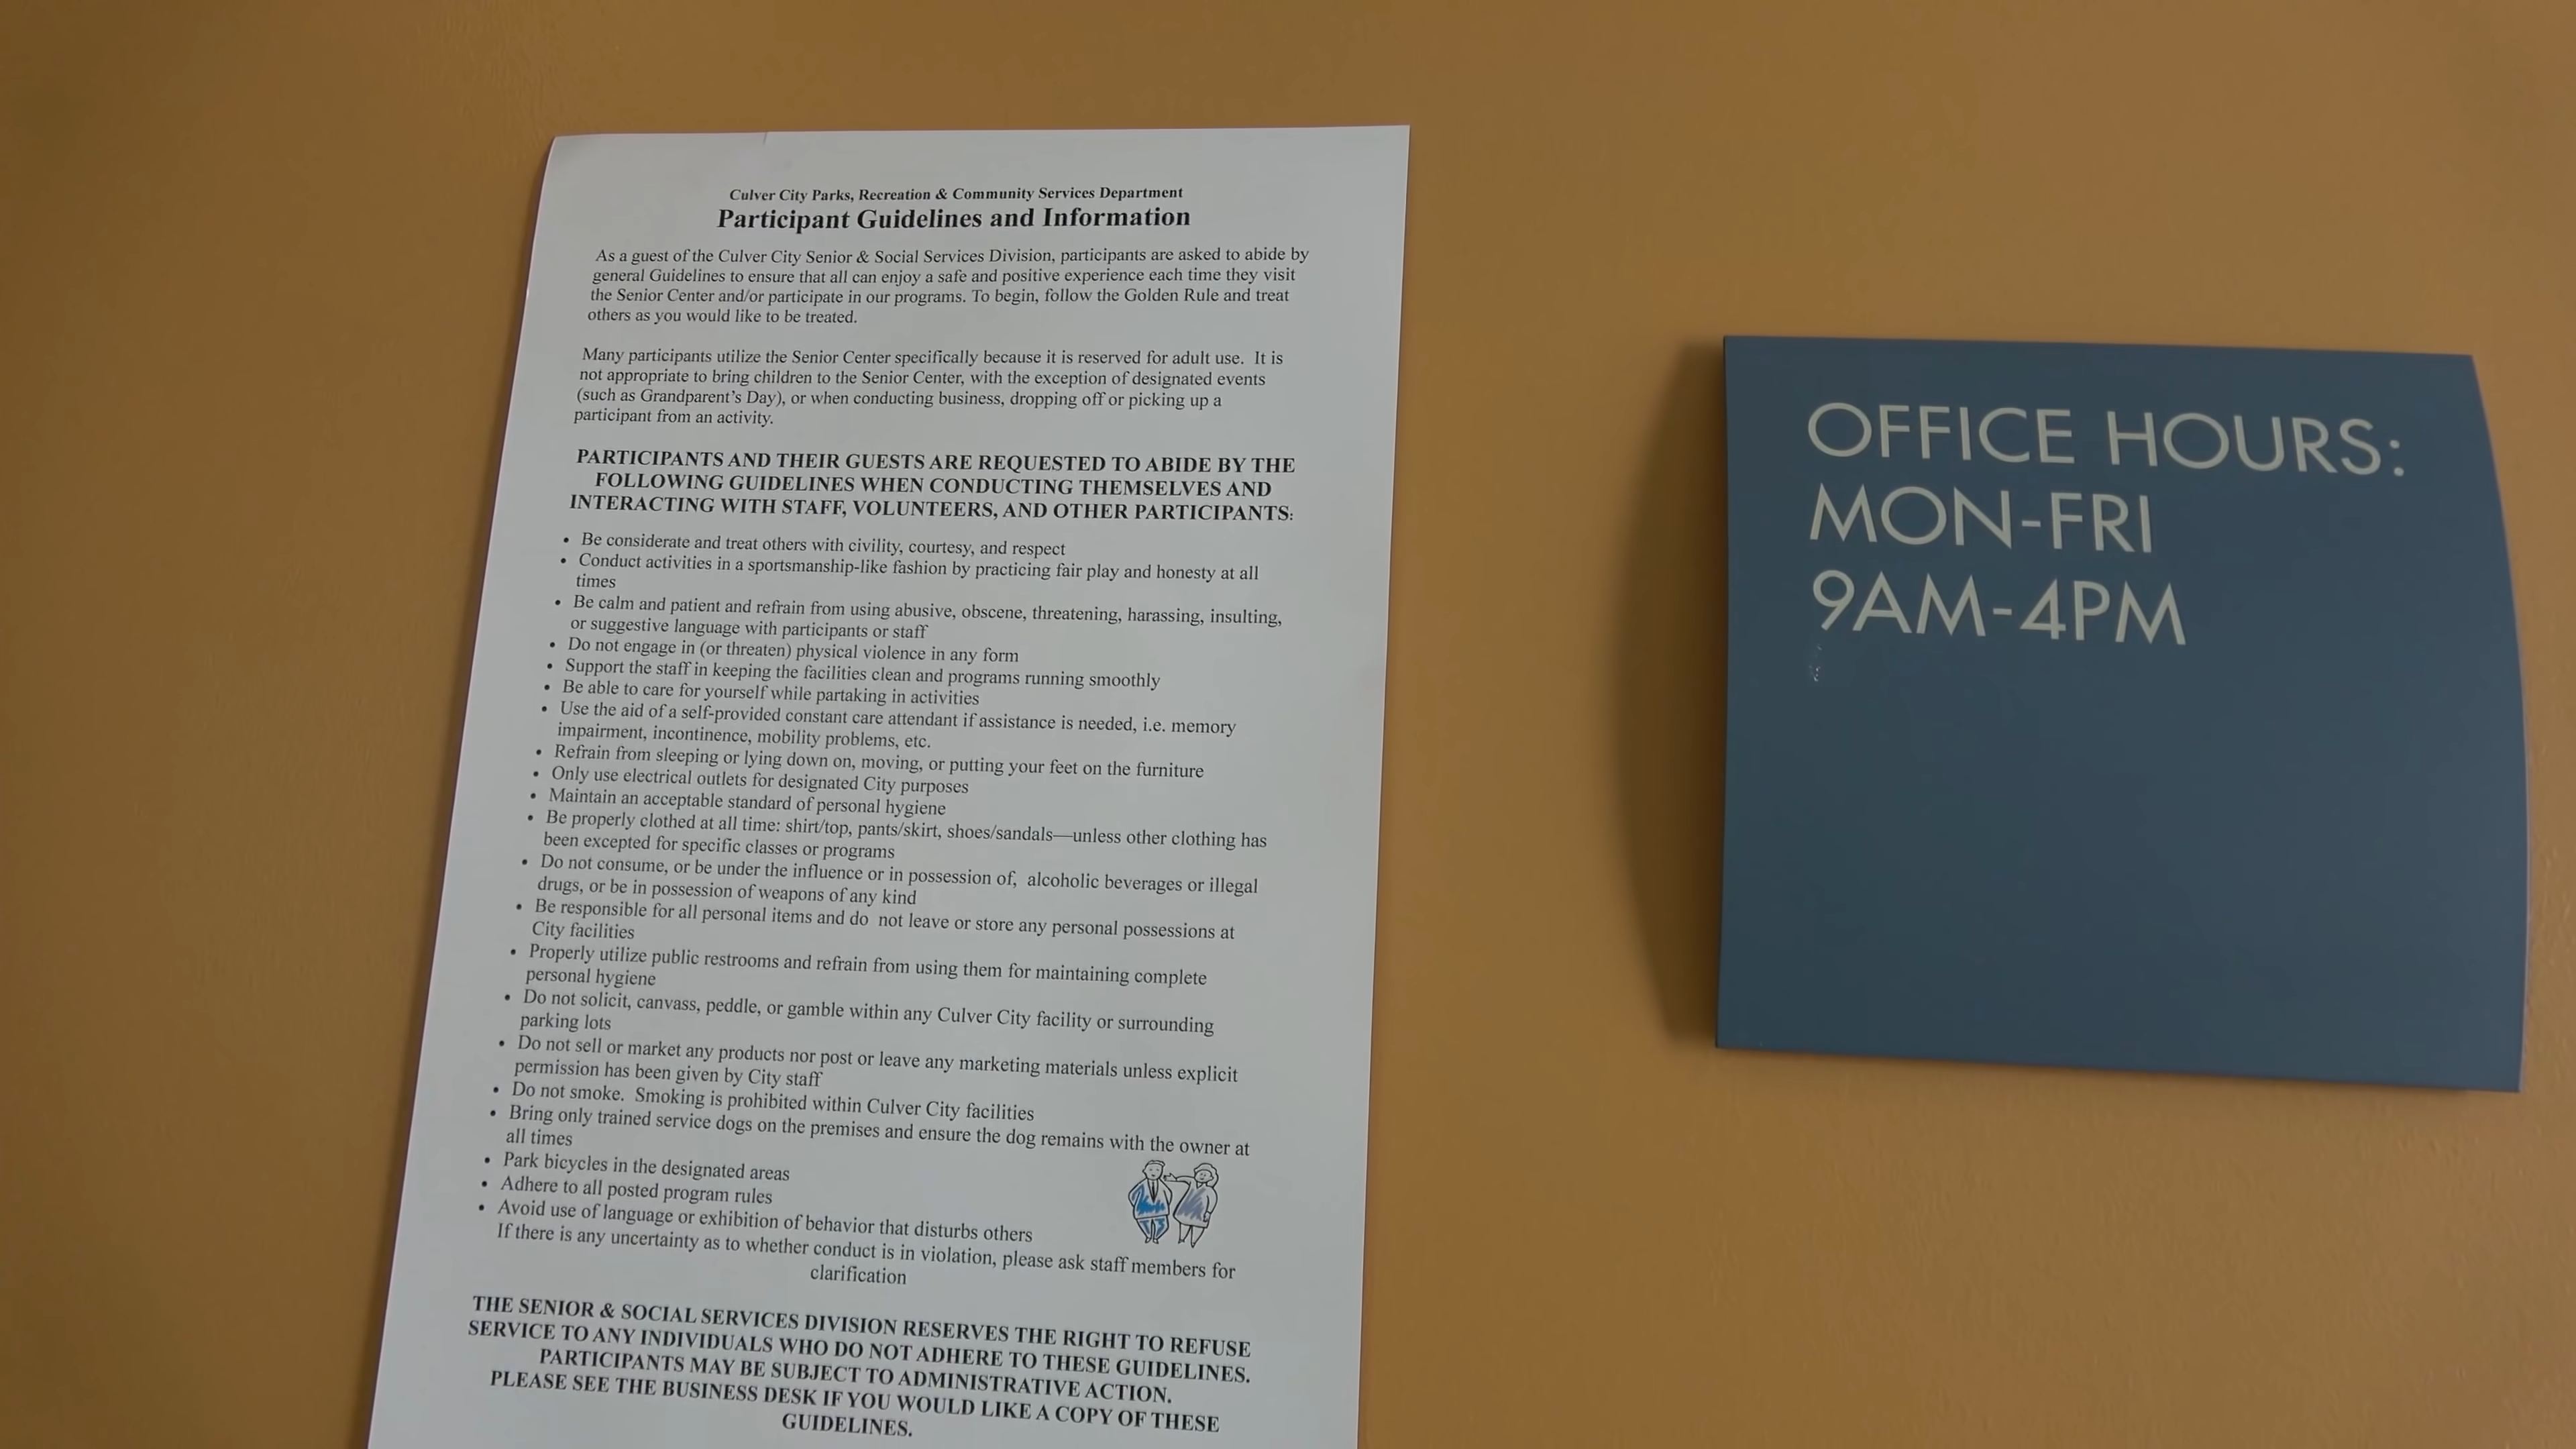 Culver City Parks, Recreation & Community Services Department
Participant Guidelines and Information
As a guest of the Culver City Senior & Social Services Division, participants are asked to abide by
general Guidelines to ensure that all can enjoy a safe and positive experience each time they visit
the Senior Center and/or participate in our programs. To begin, follow the Golden Rule and treat
others as you would like to be treated.
Many participants utilize the Senior Center specifically because it is reserved for adult use. It is
not appropriate to bring children to the Senior Center, with the exception of designated events
(such as Grandparent's Day), or when conducting business, dropping off or picking up a
participant from an activity.
PARTICIPANTS AND THEIR GUESTS ARE REQUESTED TO ABIDE BY THE
FOLLOWING GUIDELINES WHEN CONDUCTING THEMSELVES AND
INTERACTING WITH STAFF, VOLUNTEERS, AND OTHER PARTICIPANTS:
• Be considerate and treat others with civility, courtesy, and respect
• Conduct activities in a sportsmanship-like fashion by practicing fair play and honesty at all
times
• Be calm and patient and refrain from using abusive, obscene, threatening, harassing, insulting,
or suggestive language with participants or staff
• Do not engage in (or threaten) physical violence in any form
• Support the staff in keeping the facilities clean and programs running smoothly
• Be able to care for yourself while partaking in activities
• Use the aid of a self-provided constant care attendant if assistance is needed, i.e. memory
impairment, incontinence, mobility problems, etc.
• Refrain from sleeping or lying down on, moving, or putting your feet on the furniture
• Only use electrical outlets for designated City purposes
• Maintain an acceptable standard of personal hygiene
• Be properly clothed at all time: shirt/top, pants/skirt, shoes/sandals—unless other clothing has
been excepted for specific classes or programs
• Do not consume, or be under the influence or in possession of, alcoholic beverages or illegal
drugs, or be in possession of weapons of any kind
• Be responsible for all personal items and do not leave or store any personal possessions at
City facilities
• Properly utilize public restrooms and refrain from using them for maintaining complete
personal hygiene
• Do not solicit, canvass, peddle, or gamble within any Culver City facility or surrounding
parking lots
• Do not sell or market any products nor post or leave any marketing materials unless explicit
permission has been given by City staff
• Do not smoke. Smoking is prohibited within Culver City facilities
• Bring only trained service dogs on the premises and ensure the dog remains with the owner at
all times
• Park bicycles in the designated areas
• Adhere to all posted program rules
• Avoid use of language or exhibition of behavior that disturbs others
If there is any uncertainty as to whether conduct is in violation, please ask staff members for
clarification
THE SENIOR & SOCIAL SERVICES DIVISION RESERVES THE RIGHT TO REFUSE
SERVICE TO ANY INDIVIDUALS WHO DO NOT ADHERE TO THESE GUIDELINES.
PARTICIPANTS MAY BE SUBJECT TO ADMINISTRATIVE ACTION.
PLEASE SEE THE BUSINESS DESK IF YOU WOULD LIKE A COPY OF THESE
GUIDELINES.
OFFICE HOURS:
MON-FRI
9AM-4PM